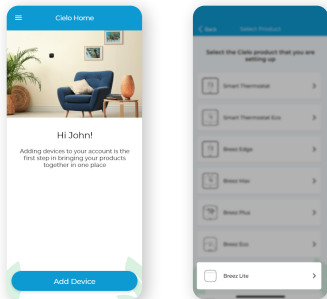 Cielo Home
Hi John!
Adding devices to your account is the
first step in bringing your products
together in one place
Add Device
Back
Select Product
Select the Cielo product that you are
setting up
Smart Thermostat
Smart Thermostat Eco
Breez Edge
Breez Max
Breez Plus
Breez Eco
Breez Lite